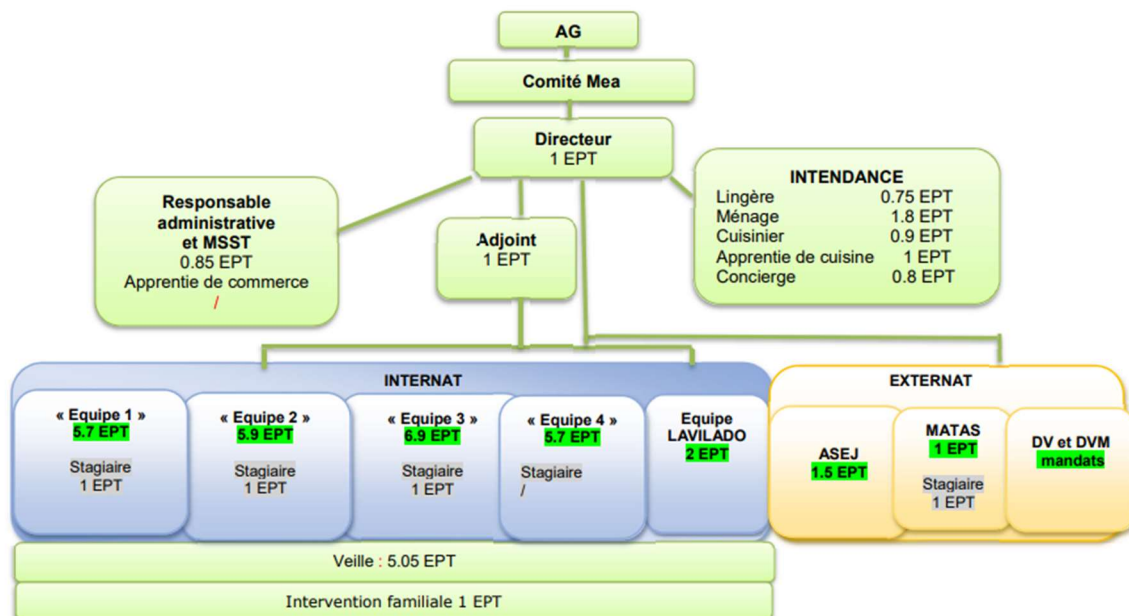 AG
Comité Mea
Directeur
1 EPT
Responsable
administrative
et MSST
0.85 EPT
Apprentie de commerce
/
Adjoint
1 EPT
INTENDANCE
Lingère 0.75 EPT
Ménage 1.8 EPT
Cuisinier 0.9 EPT
Apprentie de cuisine 1 EPT
Concierge 0.8 EPT
INTERNAT
« Equipe 1 »
5.7 EPT
Stagiaire
1 EPT
« Equipe 2 »
5.9 EPT
Stagiaire
1 EPT
« Equipe 3 »
6.9 EPT
Stagiaire
1 EPT
« Equipe 4 »
5.7 EPT
Stagiaire
/
Equipe
LAVILADO
2 EPT
EXTERNAT
ASEJ
1.5 EPT
MATAS
1 EPT
Stagiaire
1 EPT
DV et DVM
mandats
Veille : 5.05 EPT
Intervention familiale 1 EPT